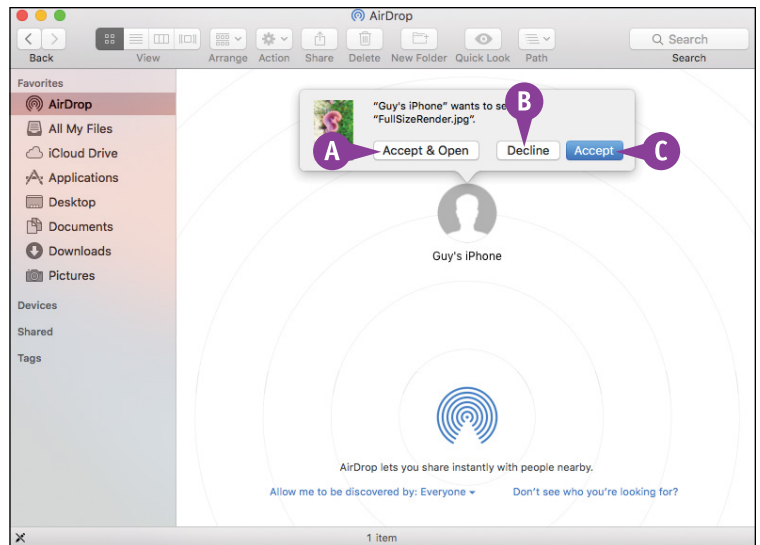 AirDrop
Back View Arrange Action Share Delete New Folder Quick Look Path Search
Search
Favorites
AirDrop
All My Files
iCloud Drive
Applications
Desktop
Documents
Downloads
Pictures
Devices
Shared
Tags
"Guy's iPhone" wants to
"FullSizeRender.jpg".
B
A Accept & Open Decline Accept C
Guy's iPhone
AirDrop lets you share instantly with people nearby.
Allow me to be discovered by: Everyone Don't see who you're looking for?
1 item